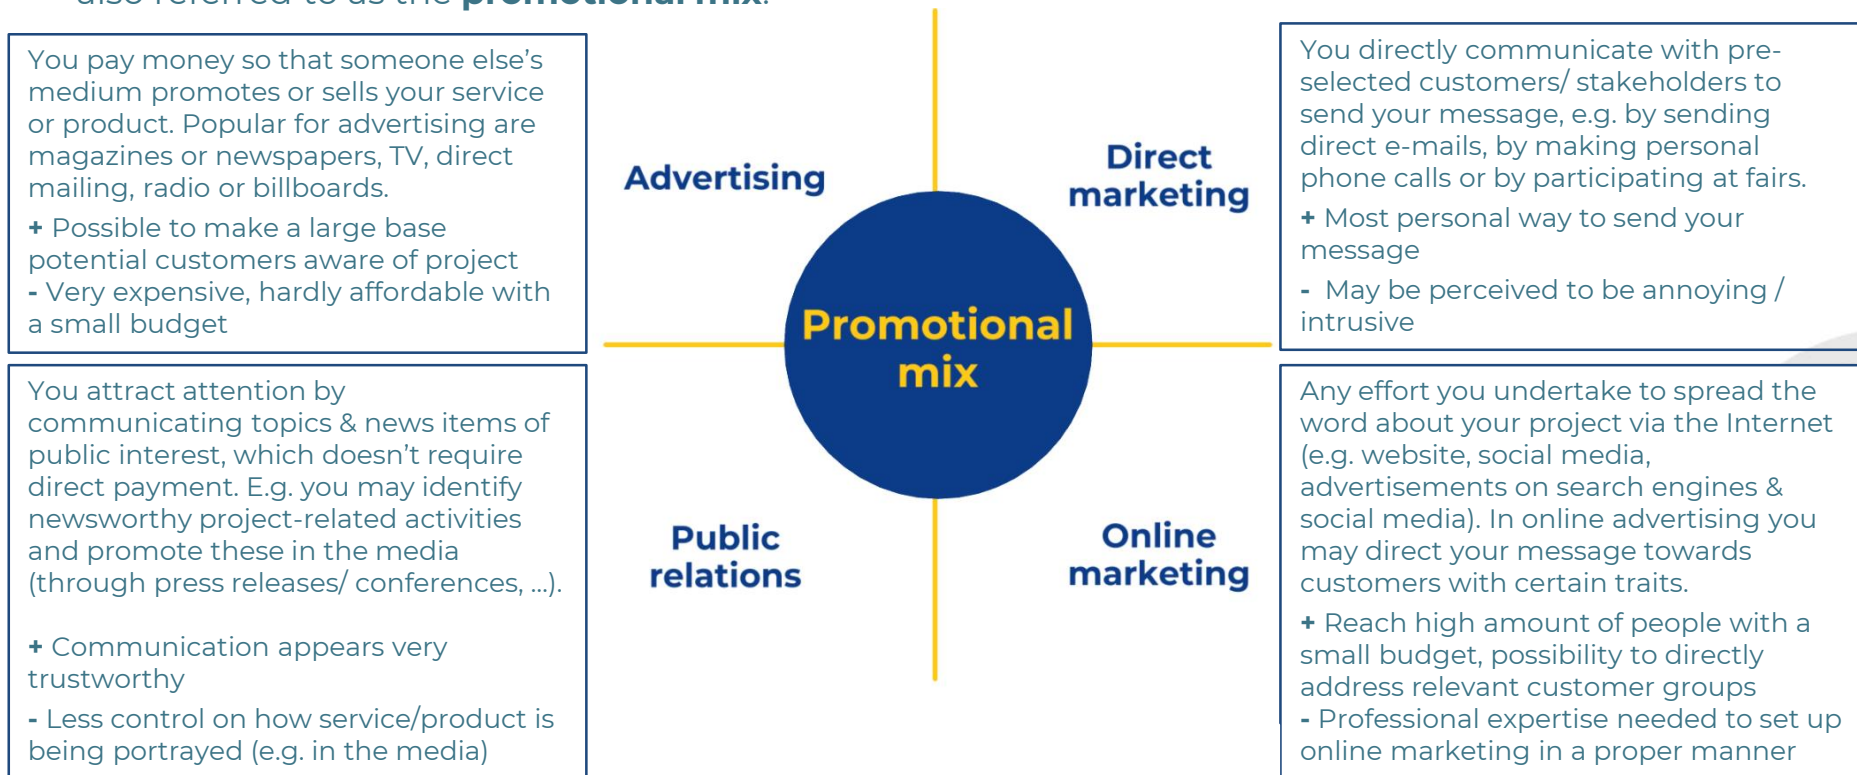 also referred to as the promotional mix.
You pay money so that someone else’s
medium promotes or sells your service
or product. Popular for advertising are
magazines or newspapers, TV, direct
mailing, radio or billboards.
+ Possible to make a large base
potential customers aware of project
- Very expensive, hardly affordable with
a small budget
Advertising
Direct
marketing
You directly communicate with pre-
selected customers/ stakeholders to
send your message, e.g. by sending
direct e-mails, by making personal
phone calls or by participating at fairs.
+ Most personal way to send your
message
- May be perceived to be annoying /
intrusive
Promotional
mix
You attract attention by
communicating topics & news items of
public interest, which doesn’t require
direct payment. E.g. you may identify
newsworthy project-related activities
and promote these in the media
(through press releases/ conferences, ...).
+ Communication appears very
trustworthy
- Less control on how service/product is
being portrayed (e.g. in the media)
Public
relations
Online
marketing
Any effort you undertake to spread the
word about your project via the Internet
(e.g. website, social media,
advertisements on search engines &
social media). In online advertising you
may direct your message towards
customers with certain traits.
+ Reach high amount of people with a
small budget, possibility to directly
address relevant customer groups
- Professional expertise needed to set up
online marketing in a proper manner